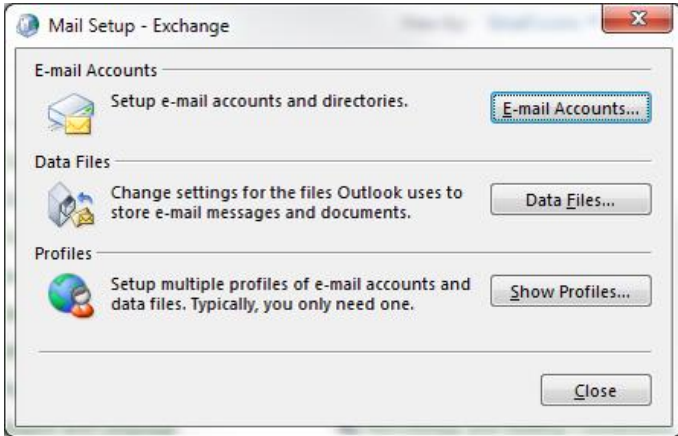 Mail Setup - Exchange
E-mail Accounts
Setup e-mail accounts and directories.
E-mail Accounts...
Data Files
Change settings for the files Outlook uses to
store e-mail messages and documents.
Data Files...
Profiles
Setup multiple profiles of e-mail accounts and
data files. Typically, you only need one.
Show Profiles...
Close